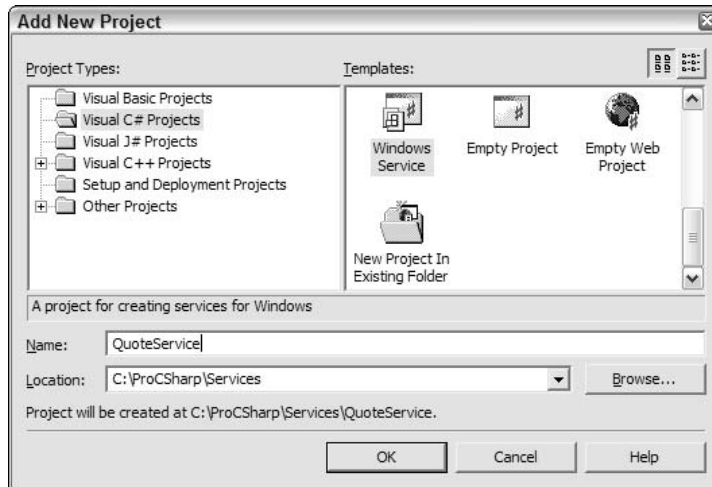 Add New Project
Project Types:
Templates:
Visual Basic Projects
Visual C# Projects
Visual J# Projects
Visual C++ Projects
Setup and Deployment Projects
Other Projects
Windows
Service
Empty Project
Empty Web
Project
New Project In
Existing Folder
A project for creating services for Windows
Name:
QuoteService
Location:
C:\ProCSharp\Services
Browse...
Project will be created at C:\ProCSharp\Services\QuoteService.
OK
Cancel
Help